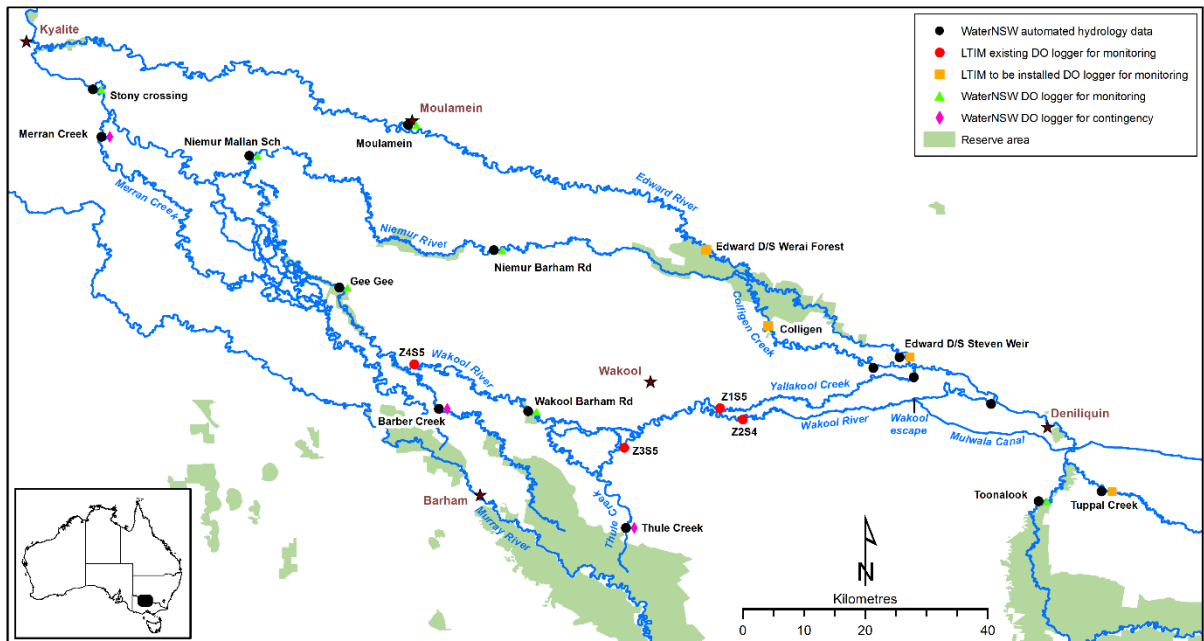 Kyalite
WaterNSW automated hydrology data
LTIM existing DO logger for monitoring
LTIM to be installed DO logger for monitoring
WaterNSW DO logger for monitoring
WaterNSW DO logger for contingency
Reserve area
Stony crossing
Moulamein
Moulamein
Merran Creek
Niemur Mallan Sch
Merran Creek
Edward River
Niemur River
Edward D/S Werai Forest
Niemur Barham Rd
Gee Gee
Colligen Creek
Colligen
Edward D/S Steven Weir
Z4S5
Wakool River
Wakool
Yallakool Creek
Z1S5
Wakool Barham Rd
Barber Creek
Z2S4
Wakool River
Wakool
escape
Deniliquin
Mulwala Canal
Z3S5
Barham
Thule Creek
Toonalook
Tuppal Creek
Murray River
Thule Creek
N
Kilometres
0
10
20
40